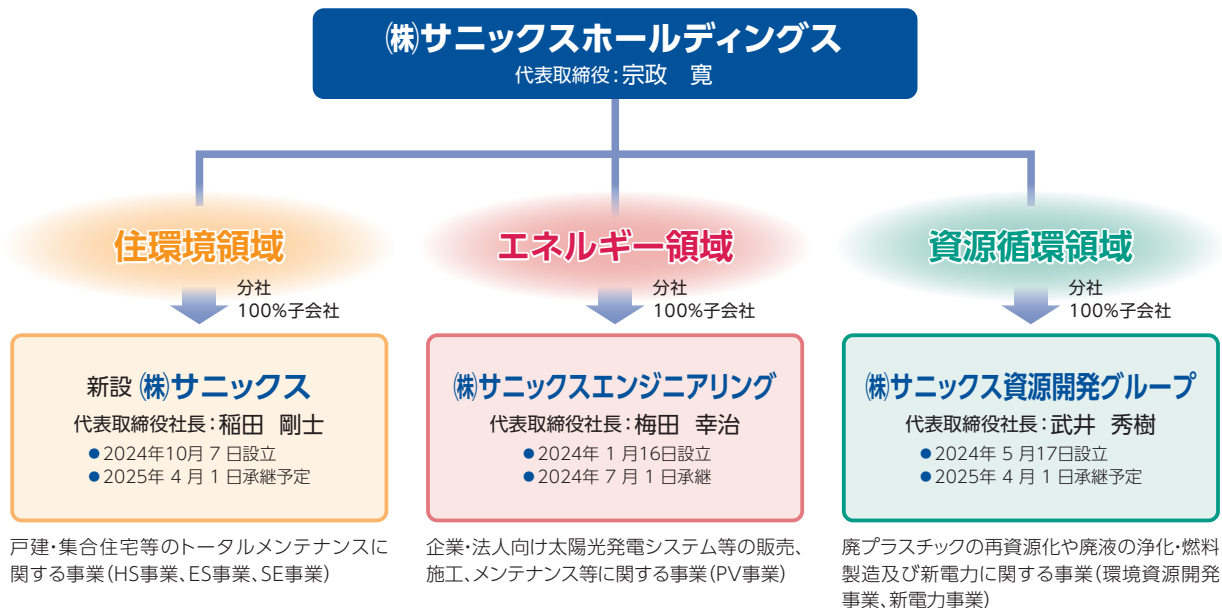 ㈱サニックスホールディングス
代表取締役：宗政　寛
住環境領域
分社
100%子会社
新設 ㈱サニックス
代表取締役社長：稲田　剛士
●2024年10月 7 日設立
●2025年 4 月 1 日承継予定
戸建・集合住宅等のトータルメンテナンスに
関する事業（HS事業、ES事業、SE事業）
エネルギー領域
分社
100%子会社
㈱サニックスエンジニアリング
代表取締役社長：梅田　幸治
●2024年 1 月16日設立
●2024年 7 月 1 日承継
企業・法人向け太陽光発電システム等の販売、
施工、メンテナンス等に関する事業（PV事業）
資源循環領域
分社
100%子会社
㈱サニックス資源開発グループ
代表取締役社長：武井　秀樹
●2024年 5 月17日設立
●2025年 4 月 1 日承継予定
廃プラスチックの再資源化や廃液の浄化・燃料
製造及び新電力に関する事業（環境資源開発
事業、新電力事業）